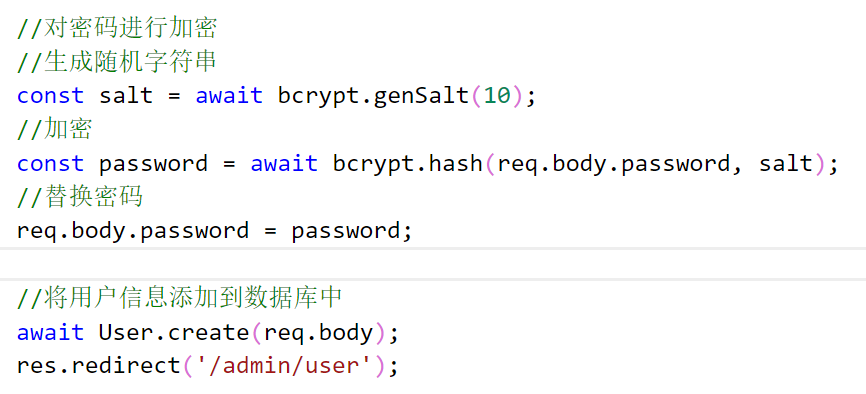 //对密码进行加密
//生成随机字符串
const salt = await bcrypt.genSalt(10);
//加密
const password = await bcrypt.hash(req.body.password, salt);
//替换密码
req.body.password = password;
//将用户信息添加到数据库中
await User.create(req.body);
res.redirect('/admin/user');